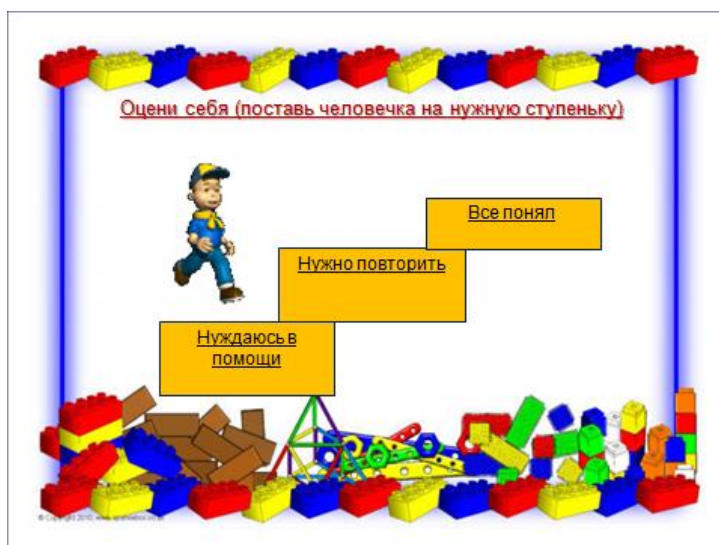 Оцени себя (поставь человечка на нужную ступеньку)
Все понял
Нужно повторить
Нуждаюсь в
помощи